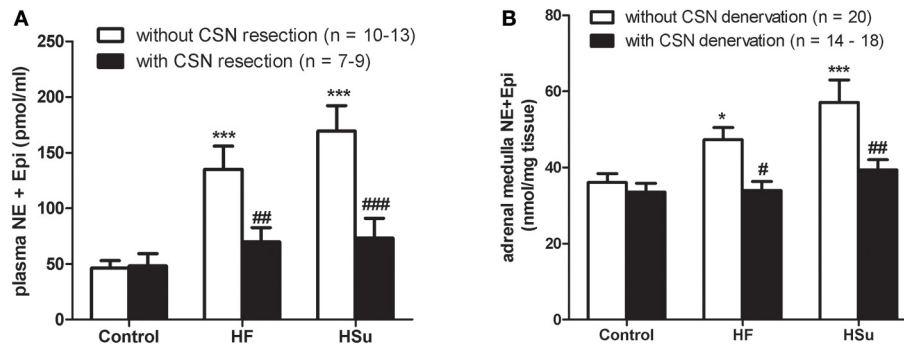 A
without CSN resection (n = 10-13)
with CSN resection (n = 7-9)
plasma NE + Epi (pmol/ml)
250
200
150
100
50
0
***
##
***
###
Control
HF
HSu
B
without CSN denervation (n = 20)
with CSN denervation (n = 14 - 18)
adrenal medulla NE+Epi
(nmol/mg tissue)
80
60
40
20
0
*
#
***
##
Control
HF
HSu